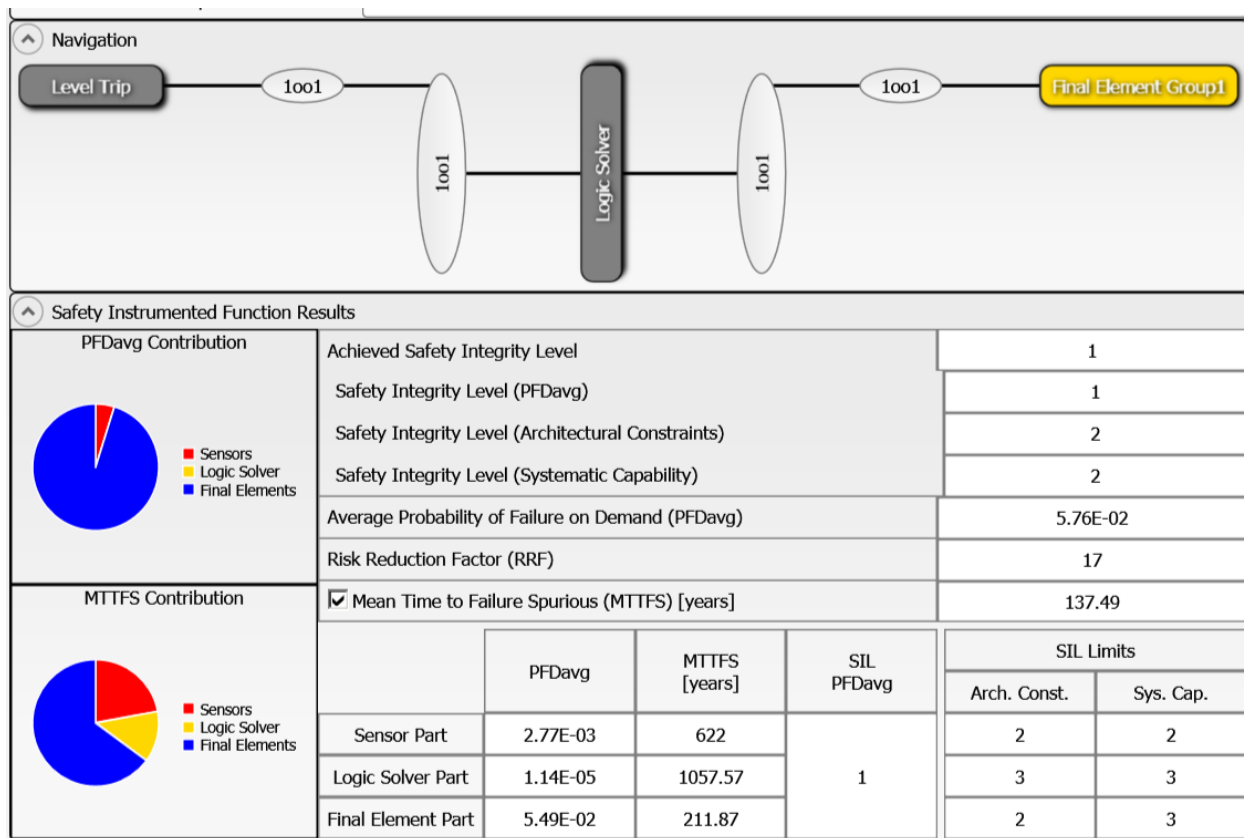 Navigation
Level Trip
1oo1
1oo1
Logic Solver
1oo1
1oo1
Final Element Group1
Safety Instrumented Function Results
PFDavg Contribution
Sensors
Logic Solver
Final Elements
Achieved Safety Integrity Level 1
Safety Integrity Level (PFDavg) 1
Safety Integrity Level (Architectural Constraints) 2
Safety Integrity Level (Systematic Capability) 2
Average Probability of Failure on Demand (PFDavg) 5.76E-02
Risk Reduction Factor (RRF) 17
MTTFS Contribution
Sensors
Logic Solver
Final Elements
Mean Time to Failure Spurious (MTTFS) [years] 137.49
PFDavg MTTFS SIL SIL Limits
[years] PFDavg Arch. Const. Sys. Cap.
Sensor Part 2.77E-03 622 2 2
Logic Solver Part 1.14E-05 1057.57 1 3 3
Final Element Part 5.49E-02 211.87 2 3